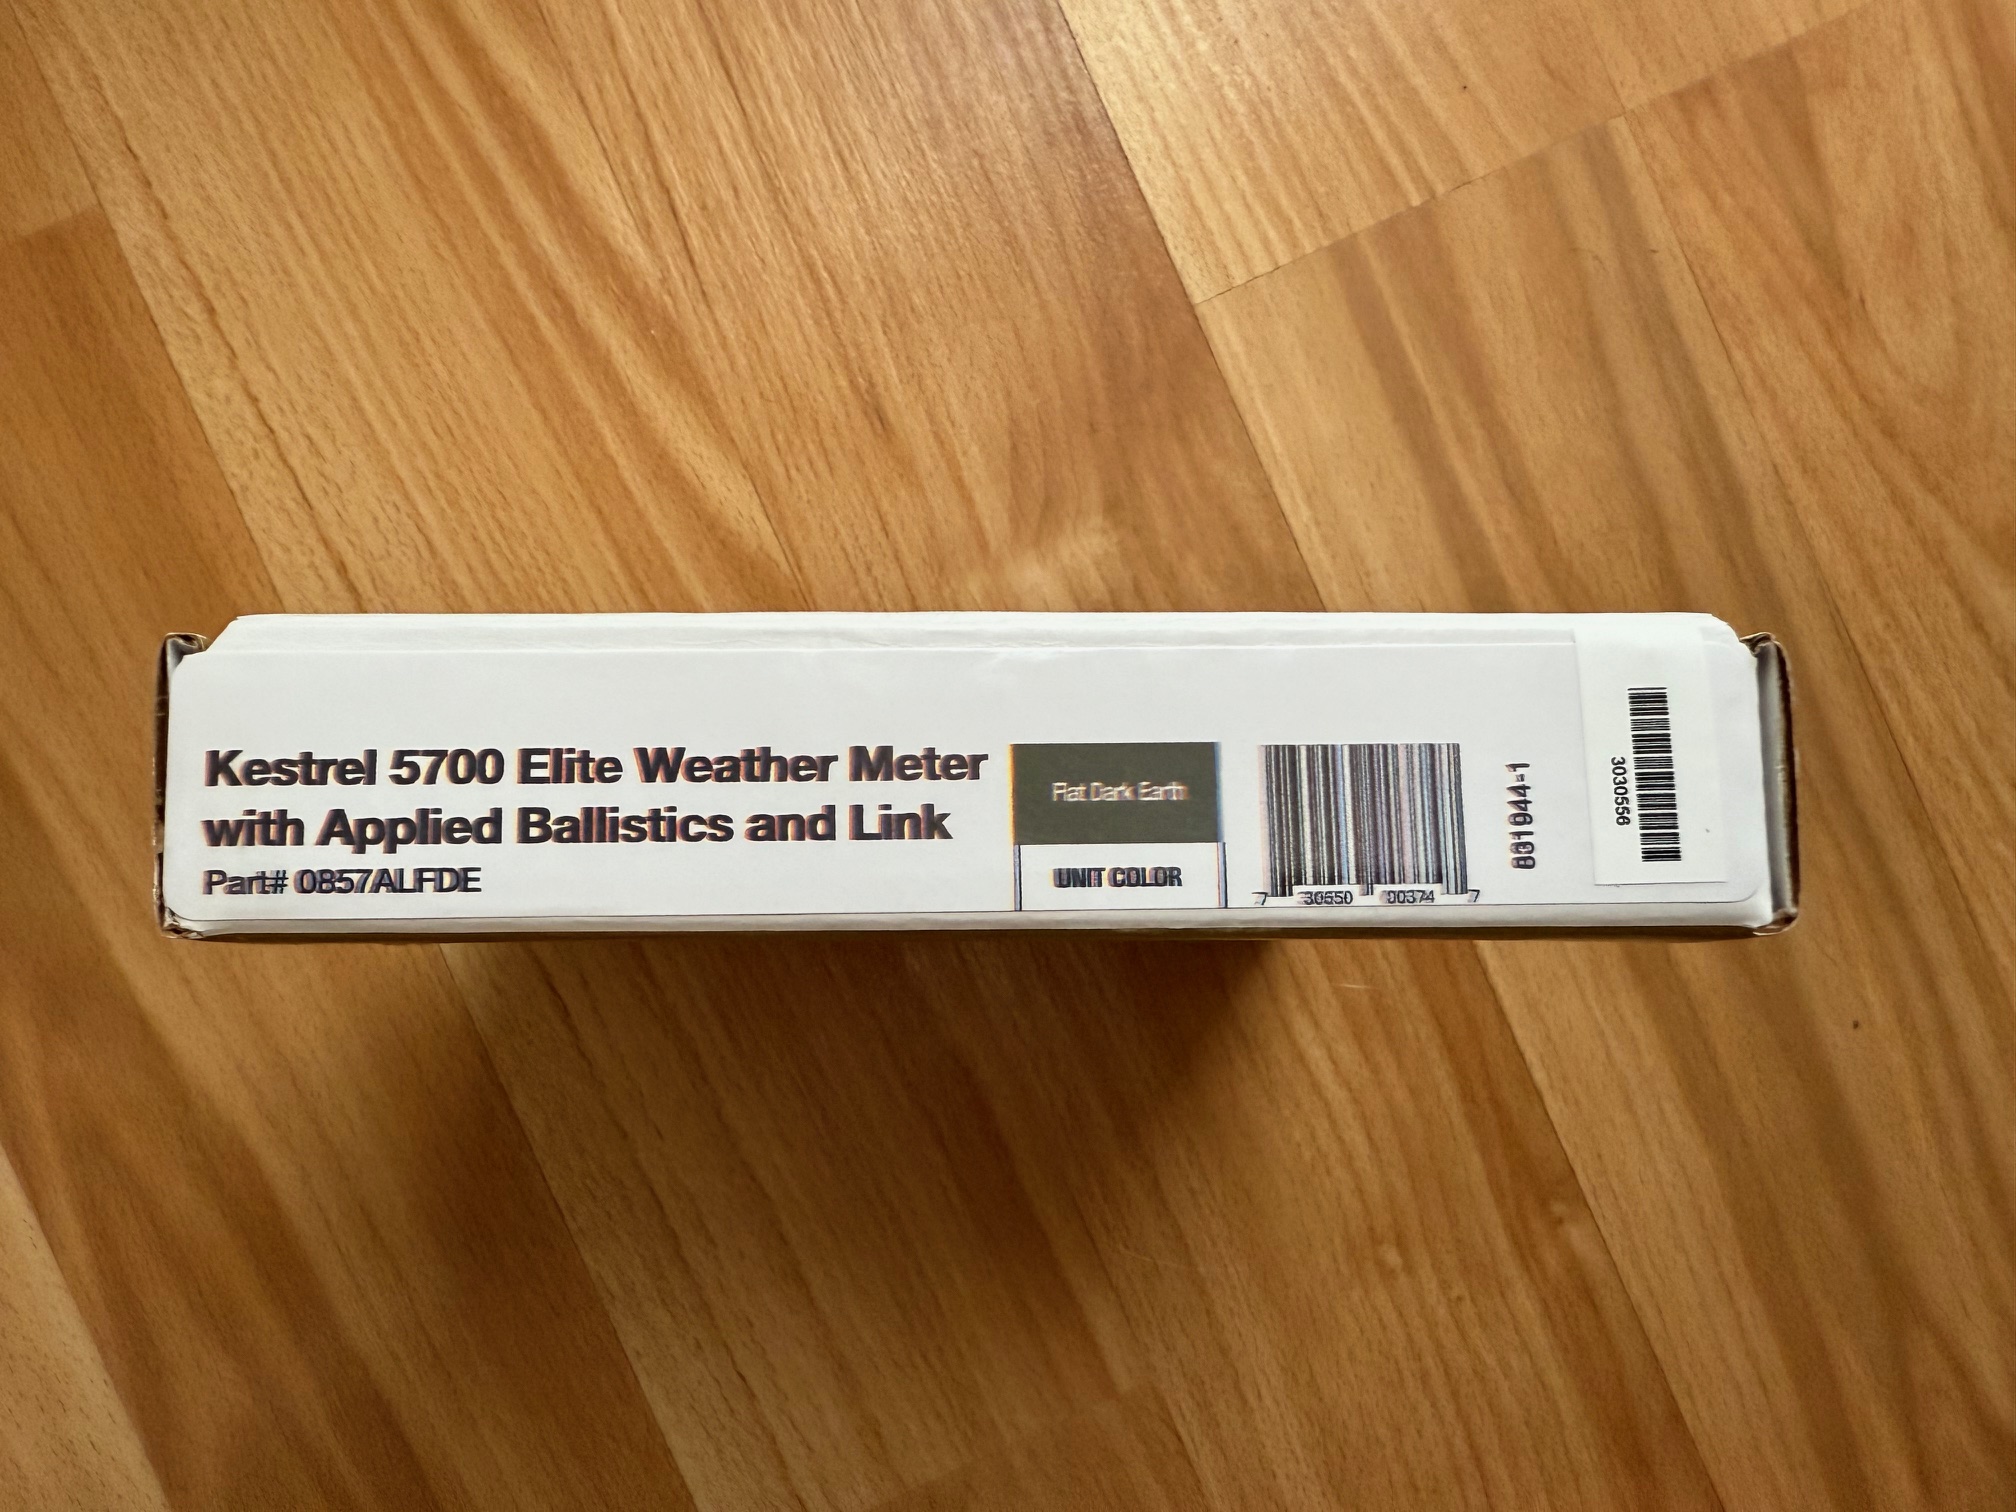 Kestrel 5700 Elite Weather Meter
with Applied Ballistics and Link
Part# 0857ALFDE
Flat Dark Earth
UNIT COLOR
7 30650 00374 7
3030556